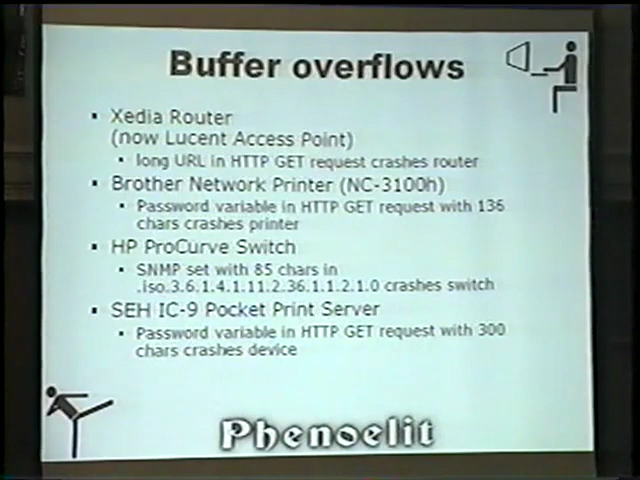 Buffer overflows
▪ Xedia Router
(now Lucent Access Point)
▪ long URL in HTTP GET request crashes router
▪ Brother Network Printer (NC-3100h)
▪ Password variable in HTTP GET request with 136
chars crashes printer
▪ HP ProCurve Switch
▪ SNMP set with 85 chars in
.iso.3.6.1.4.1.11.2.36.1.1.2.1.0 crashes switch
▪ SEH IC-9 Pocket Print Server
▪ Password variable in HTTP GET request with 300
chars crashes device
Phenoelit